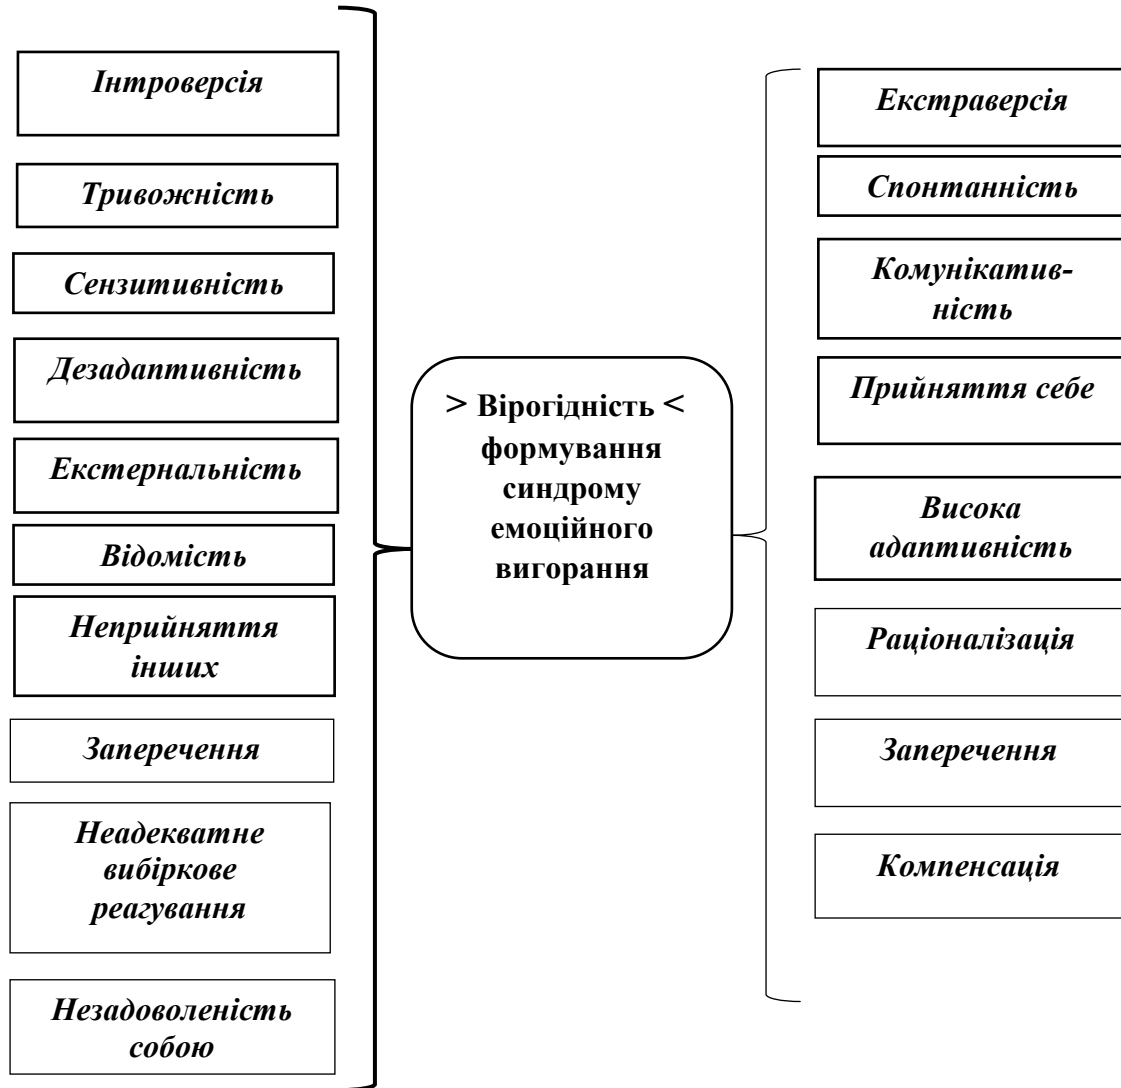 Інтроверсія
Тривожність
Сензитивність
Дезадаптивність
Екстернальність
Відомість
Неприйняття
інших
Заперечення
Неадекватне
вибіркове
реагування
Незадоволеність
собою
> Вірогідність <
формування
синдрому
емоційного
вигорання
Екстраверсія
Спонтанність
Комунікатив-
ність
Прийняття себе
Висока
адаптивність
Раціоналізація
Заперечення
Компенсація